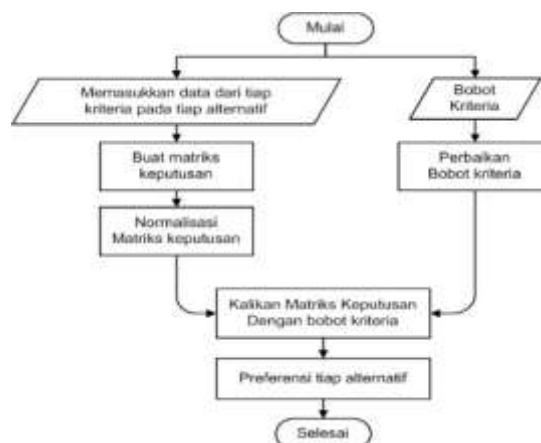 Mulai
Memasukkan data dari tiap
kriteria pada tiap alternatif
Bobot
Kriteria
Buat matriks
keputusan
Perbaikan
Bobot kriteria
Normalisasi
Matriks keputusan
Kalikan Matriks Keputusan
Dengan bobot kriteria
Preferensi tiap alternatif
Selesai